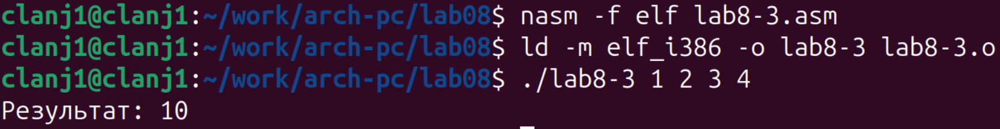 clanj1@clanj1:~/work/arch-pc/lab08$ nasm -f elf lab8-3.asm
clanj1@clanj1:~/work/arch-pc/lab08$ ld -m elf_i386 -o lab8-3 lab8-3.o
clanj1@clanj1:~/work/arch-pc/lab08$ ./lab8-3 1 2 3 4
Результат: 10